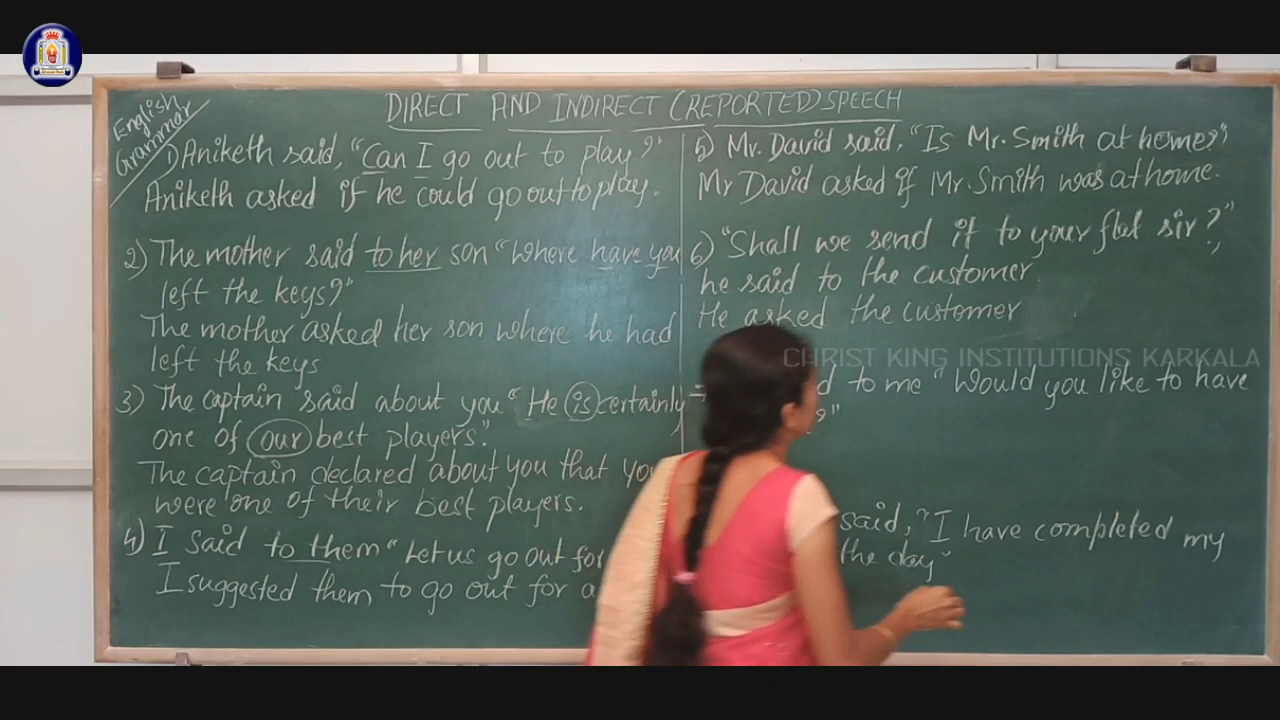 English
Grammar
DIRECT AND INDIRECT (REPORTED) SPEECH
1) Aniketh said, "Can I go out to play?"
Aniketh asked if he could go out to play.
2) The mother said to her son "Where have you
left the keys?"
The mother asked her son where he had
left the keys
3) The captain said about you "He is certainly
one of our best players."
The captain declared about you that you
were one of their best players.
4) I said to them "Let us go out for
I suggested them to go out for a
5) Mr. David said, "Is Mr. Smith at home?"
Mr David asked if Mr. Smith was at home.
6) "Shall we send it to your flat sir?",
he said to the customer.
He asked the customer
to me "Would you like to have
?"
said, "I have completed my
the day"
CHRIST KING INSTITUTIONS KARKALA